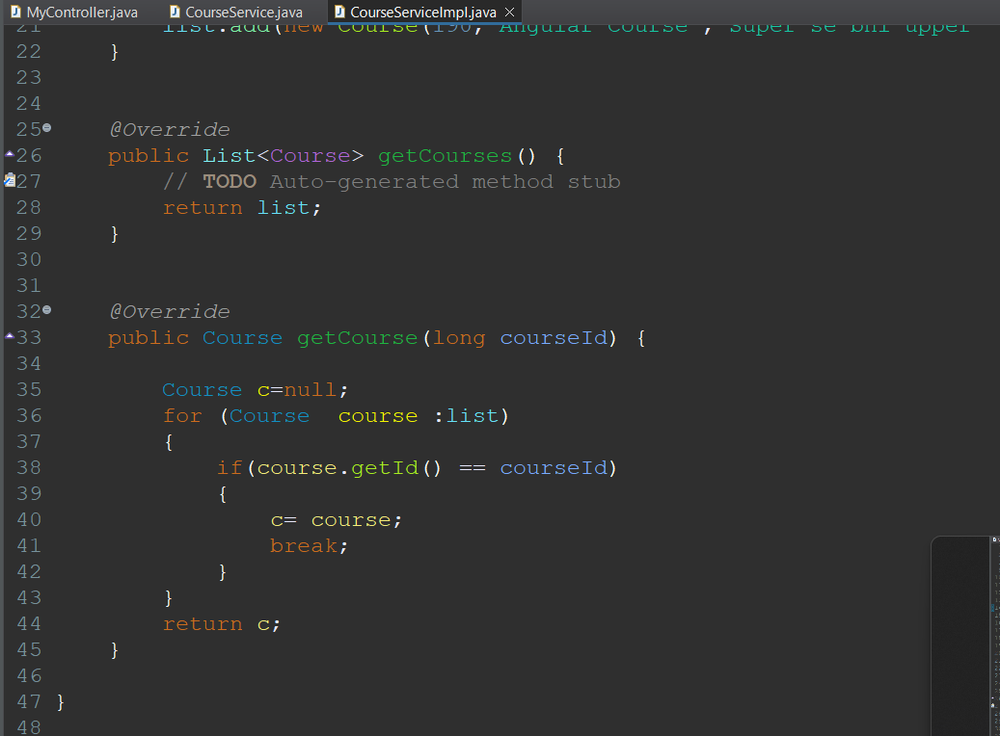 MyController.java CourseService.java CourseServiceImpl.java
21 list.add(new Course(190, "Angular Course", "Super se bhi upper
22 }
23
24
25 @Override
26 public List<Course> getCourses() {
27 // TODO Auto-generated method stub
28 return list;
29 }
30
31
32 @Override
33 public Course getCourse(long courseId) {
34
35 Course c=null;
36 for (Course  course :list)
37 {
38 if(course.getId() == courseId)
39 {
40 c= course;
41 break;
42 }
43 }
44 return c;
45 }
46
47 }
48